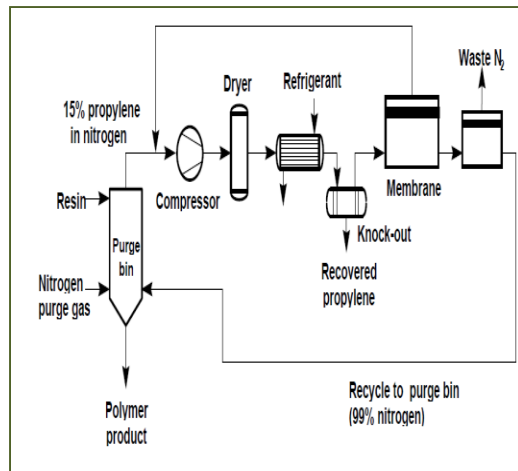 Waste N₂
Dryer
Refrigerant
15% propylene
in nitrogen
Compressor
Membrane
Resin
Knock-out
Purge
bin
Recovered
propylene
Nitrogen
purge gas
Recycle to purge bin
(99% nitrogen)
Polymer
product